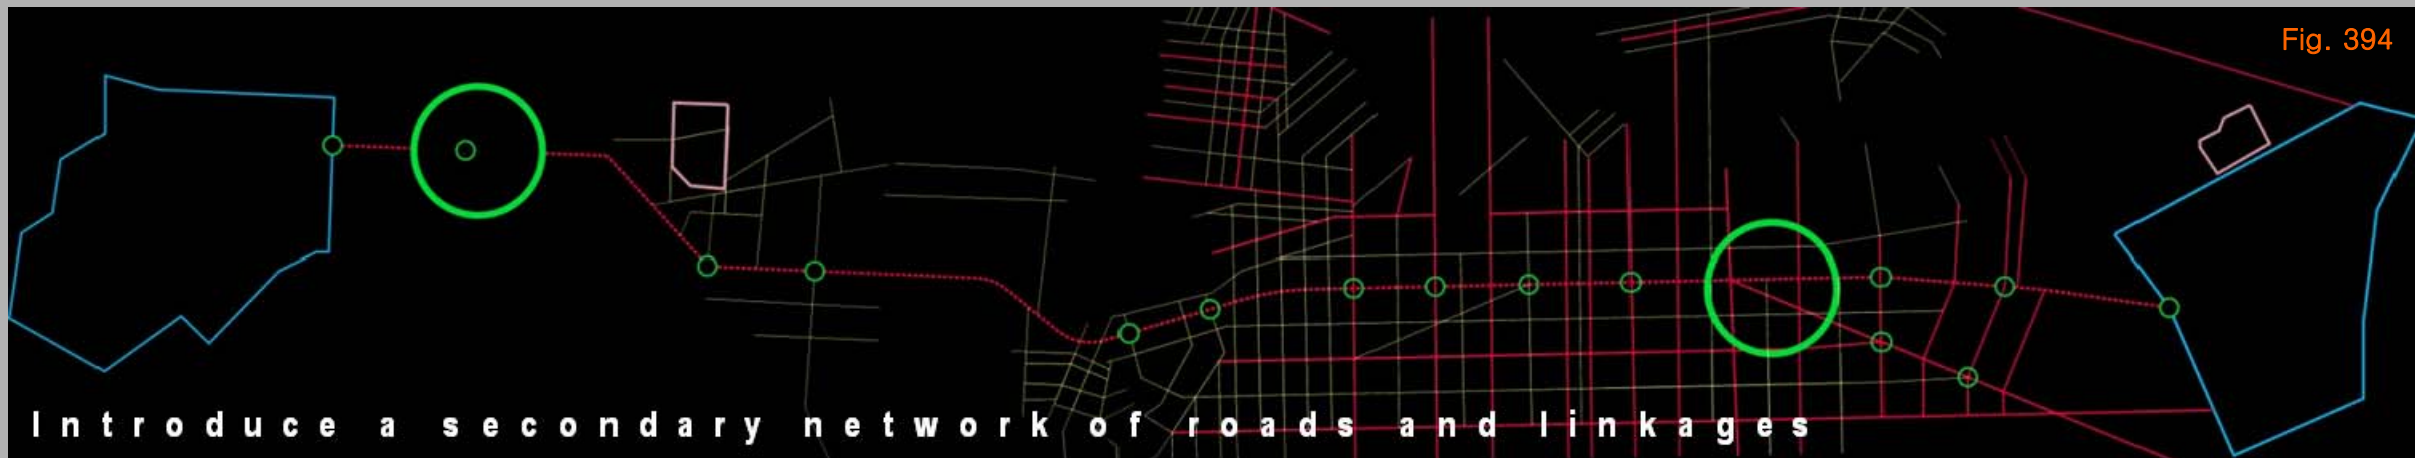 Fig. 394
Introduce a secondary network of roads and linkages